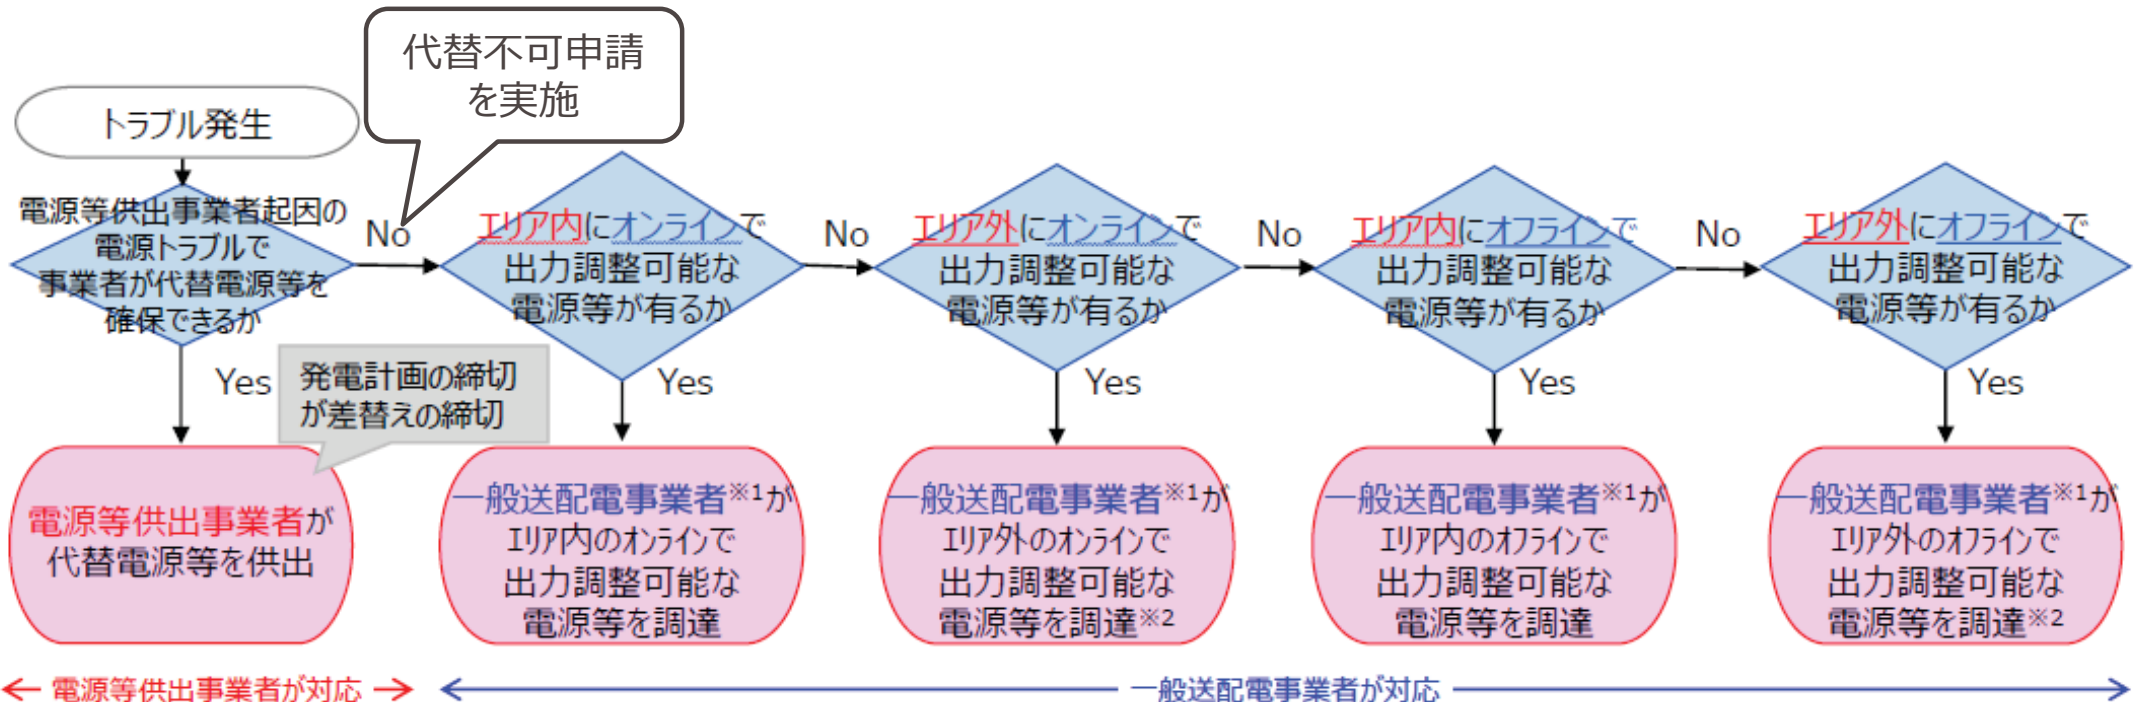 代替不可申請
を実施
トラブル発生
電源等供出事業者起因の
電源トラブルで
事業者が代替電源等を
確保できるか
No
エリア内にオンラインで
出力調整可能な
電源等が有るか
No
エリア外にオンラインで
出力調整可能な
電源等が有るか
No
エリア内にオフラインで
出力調整可能な
電源等が有るか
No
エリア外にオフラインで
出力調整可能な
電源等が有るか
Yes
発電計画の締切
が差替えの締切
Yes
Yes
Yes
Yes
電源等供出事業者が
代替電源等を供出
一般送配電事業者※1が
エリア内のオンラインで
出力調整可能な
電源等を調達
一般送配電事業者※1が
エリア外のオンラインで
出力調整可能な
電源等を調達※2
一般送配電事業者※1が
エリア内のオフラインで
出力調整可能な
電源等を調達
一般送配電事業者※1が
エリア外のオフラインで
出力調整可能な
電源等を調達※2
電源等供出事業者が対応
一般送配電事業者が対応